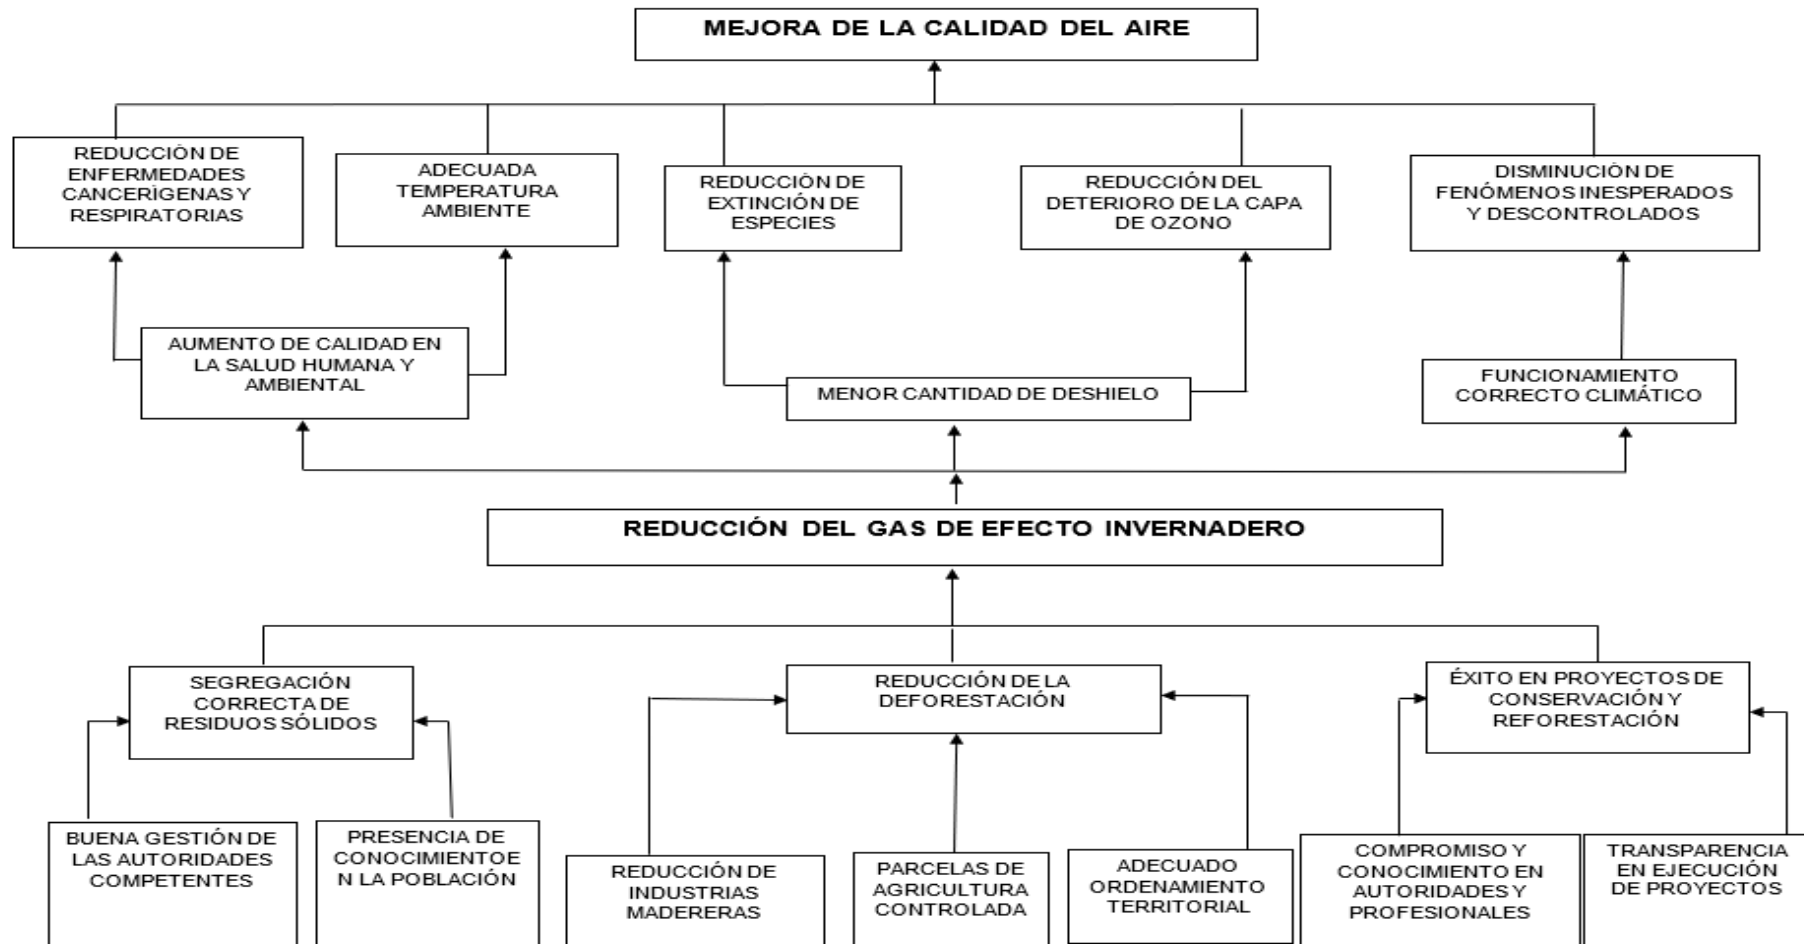 MEJORA DE LA CALIDAD DEL AIRE
REDUCCIÓN DE
ENFERMEDADES
CANCERÍGENAS Y
RESPIRATORIAS
ADECUADA
TEMPERATURA
AMBIENTE
REDUCCIÓN DE
EXTINCIÓN DE
ESPECIES
REDUCCIÓN DEL
DETERIORO DE LA CAPA
DE OZONO
DISMINUCIÓN DE
FENÓMENOS INESPERADOS
Y DESCONTROLADOS
AUMENTO DE CALIDAD EN
LA SALUD HUMANA Y
AMBIENTAL
MENOR CANTIDAD DE DESHIELO
FUNCIONAMIENTO
CORRECTO CLIMÁTICO
REDUCCIÓN DEL GAS DE EFECTO INVERNADERO
SEGREGACIÓN
CORRECTA DE
RESIDUOS SÓLIDOS
REDUCCIÓN DE LA
DEFORESTACIÓN
ÉXITO EN PROYECTOS DE
CONSERVACIÓN Y
REFORESTACIÓN
BUENA GESTIÓN DE
LAS AUTORIDADES
COMPETENTES
PRESENCIA DE
CONOCIMIENTOE
N LA POBLACIÓN
REDUCCIÓN DE
INDUSTRIAS
MADERERAS
PARCELAS DE
AGRICULTURA
CONTROLADA
ADECUADO
ORDENAMIENTO
TERRITORIAL
COMPROMISO Y
CONOCIMIENTO EN
AUTORIDADES Y
PROFESIONALES
TRANSPARENCIA
EN EJECUCIÓN
DE PROYECTOS